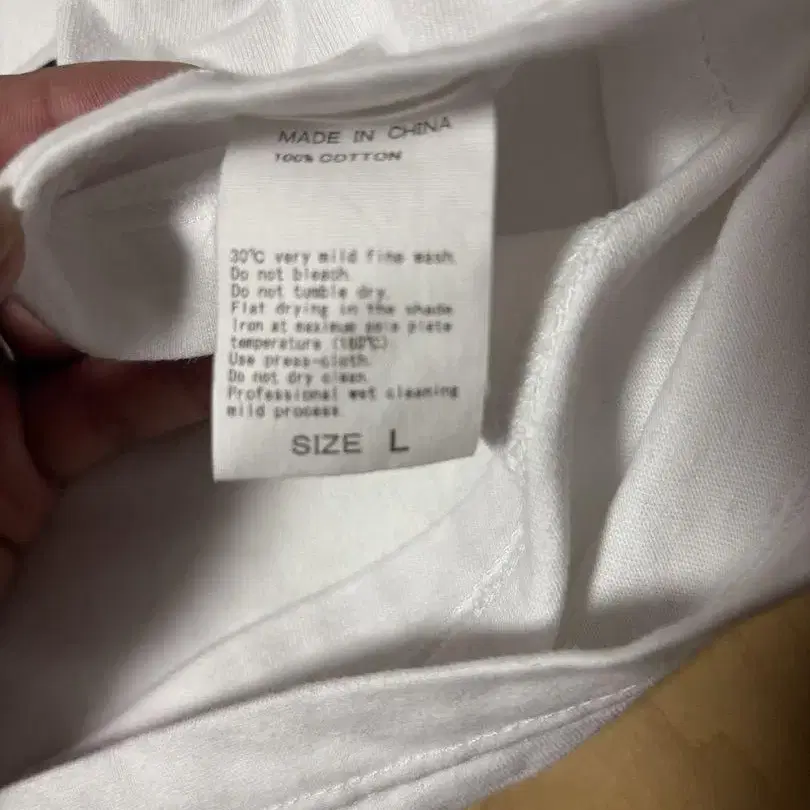 MADE IN CHINA
100% COTTON
30℃ very mild fine wash.
Do not bleach.
Do not tumble dry.
Flat drying in the shade
Iron at maximum sole plate
temperature (160℃)
Use press-cloth.
Do not dry clean.
Professional wet cleaning
mild process.
SIZE L